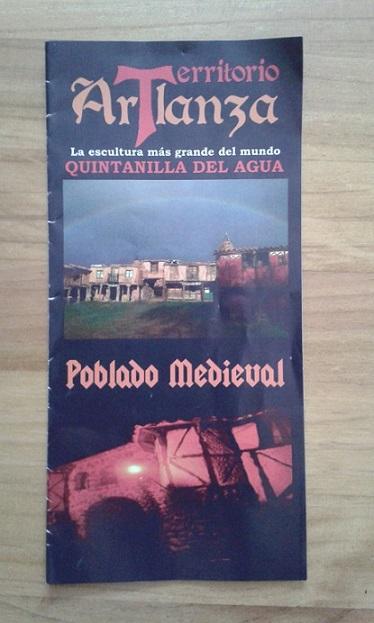 Territorio
ArTlanza
La escultura más grande del mundo
QUINTANILLA DEL AGUA
Poblado Medieval